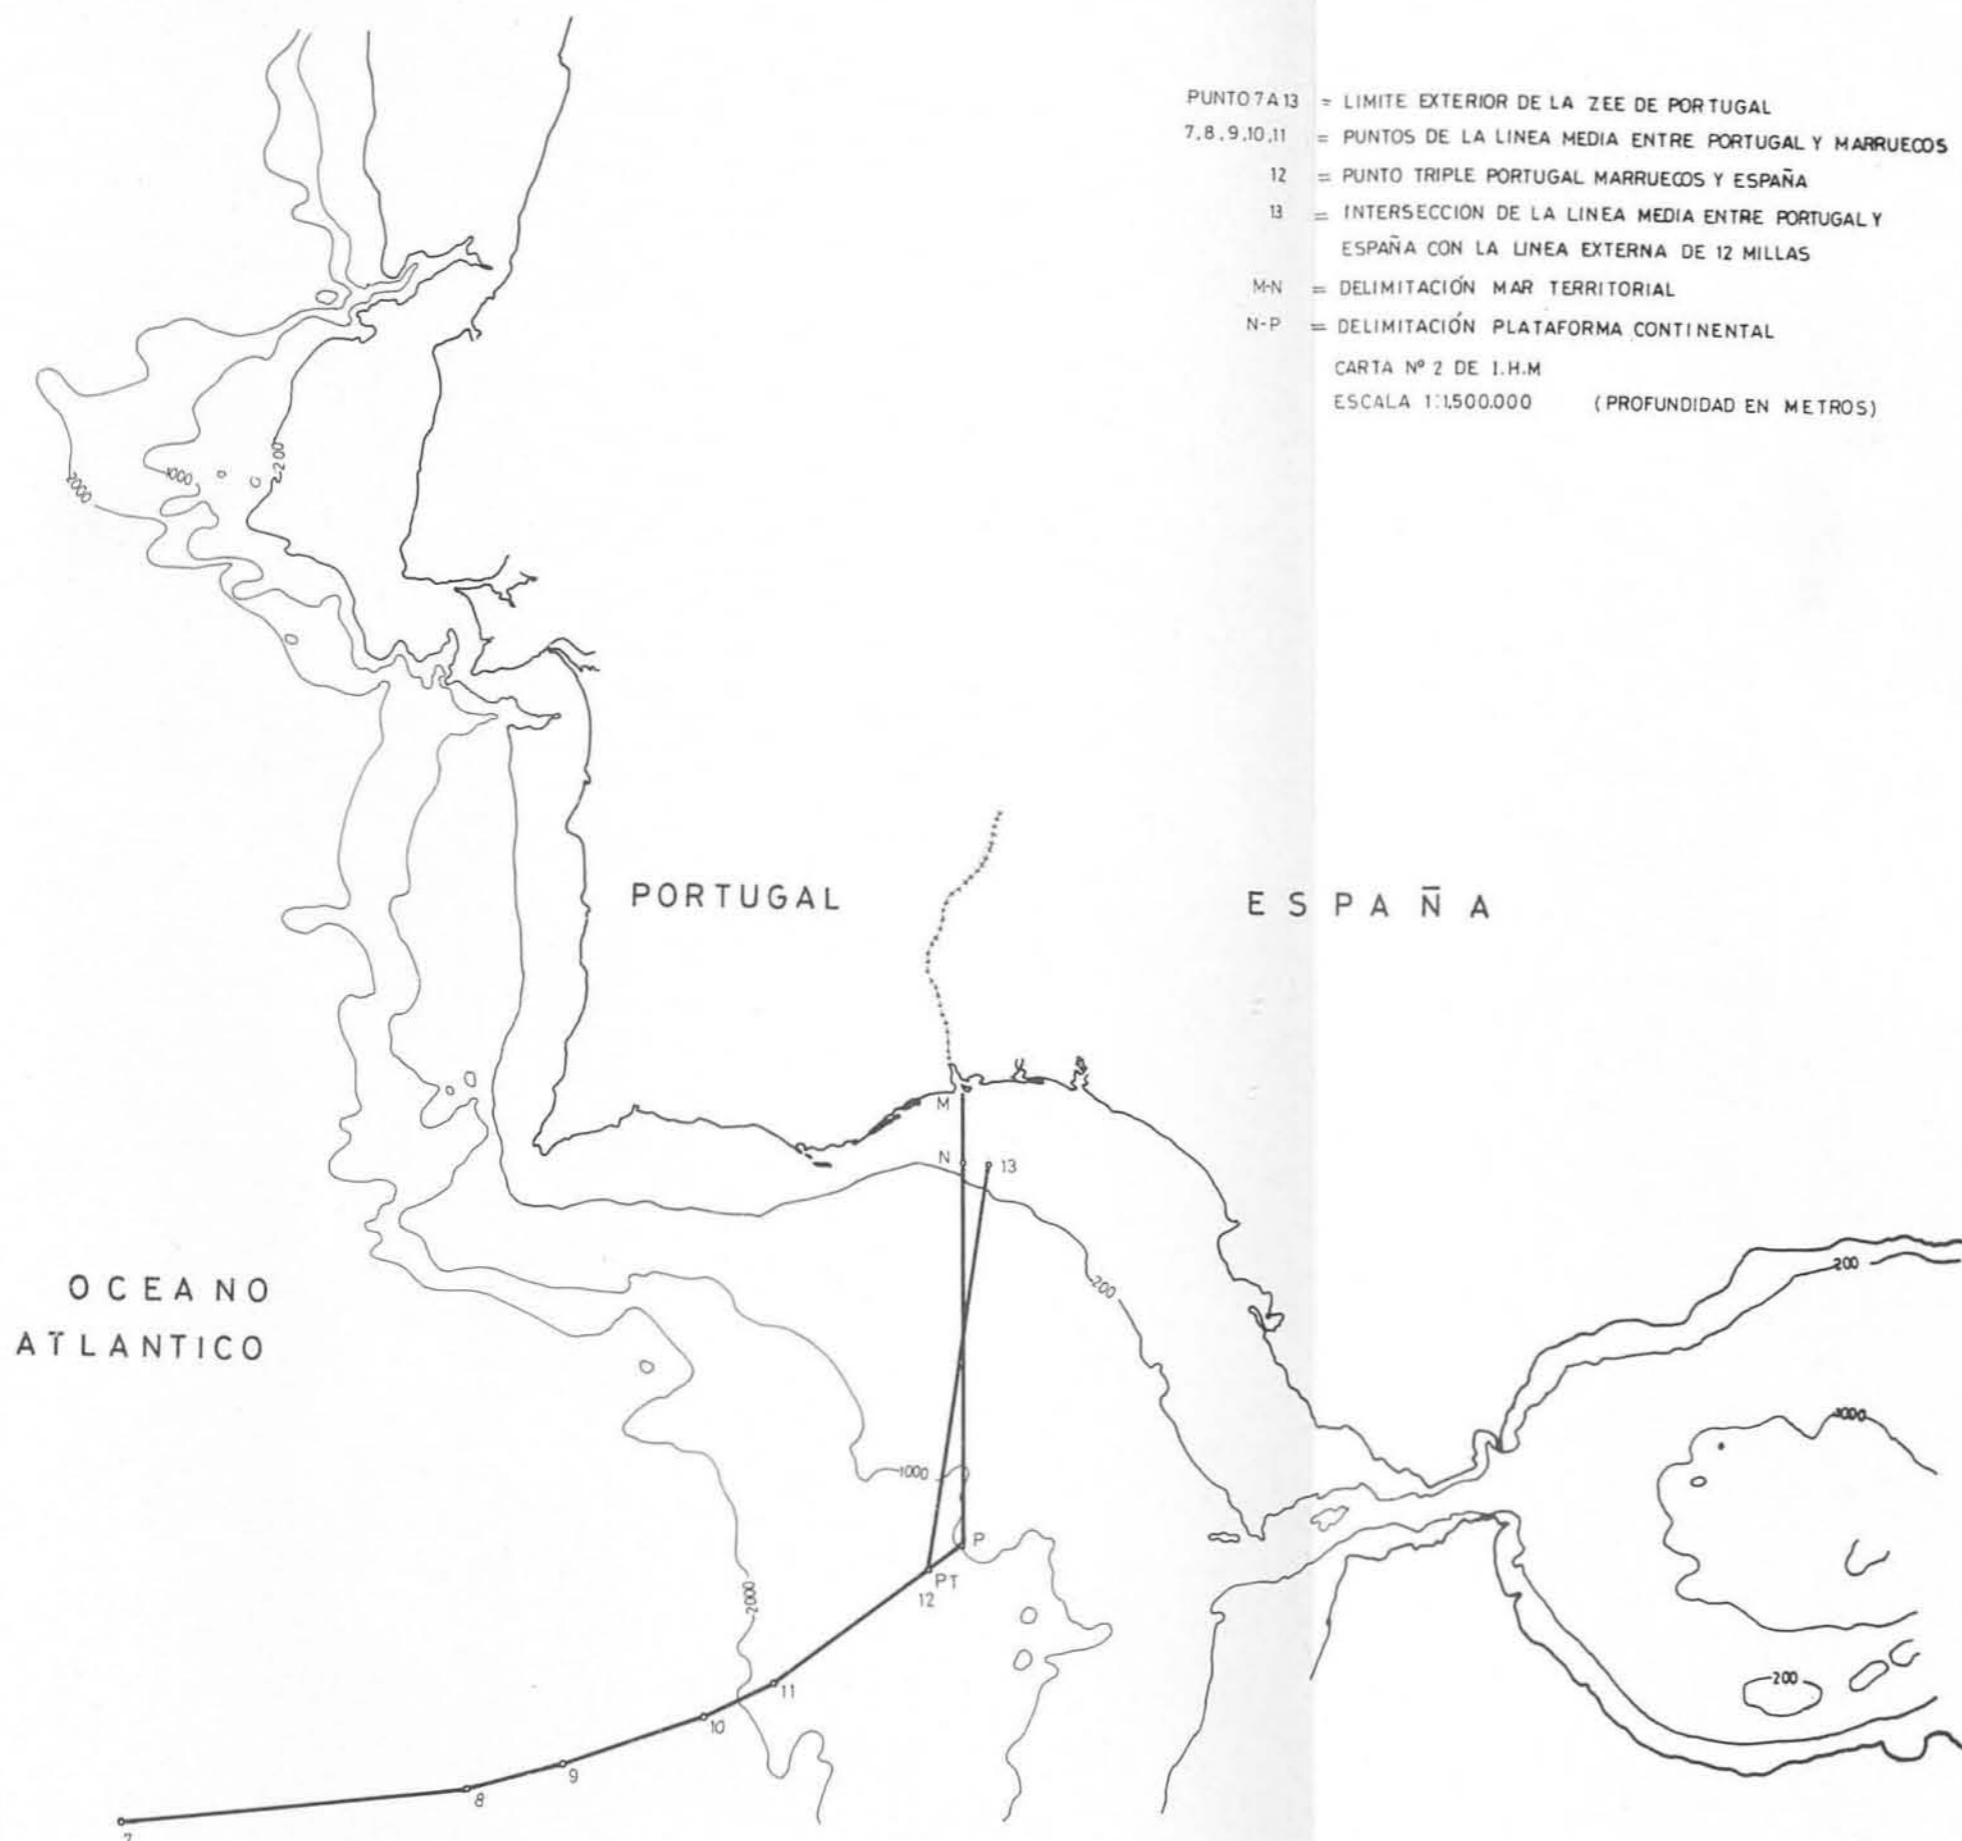 PUNTO 7 A 13 = LIMITE EXTERIOR DE LA ZEE DE PORTUGAL
7.8.9.10.11 = PUNTOS DE LA LINEA MEDIA ENTRE PORTUGAL Y MARRUECOS
12 = PUNTO TRIPLE PORTUGAL MARRUECOS Y ESPAÑA
13 = INTERSECCION DE LA LINEA MEDIA ENTRE PORTUGAL Y
ESPAÑA CON LA LINEA EXTERNA DE 12 MILLAS
M-N = DELIMITACIÓN MAR TERRITORIAL
N-P = DELIMITACIÓN PLATAFORMA CONTINENTAL
CARTA Nº 2 DE I.H.M
ESCALA 1:1,500.000 (PROFUNDIDAD EN METROS)
200
1000
2000
PORTUGAL
ESPAÑA
M
N
13
200
200
OCEANO
ATLANTICO
1000
1000
P
PT
12
2000
200
11
10
9
8
7